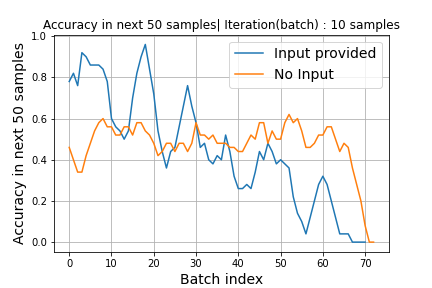 Accuracy in next 50 samples| Iteration(batch) : 10 samples
Input provided
No Input
Accuracy in next 50 samples
1.0
0.8
0.6
0.4
0.2
0.0
0 10 20 30 40 50 60 70
Batch index